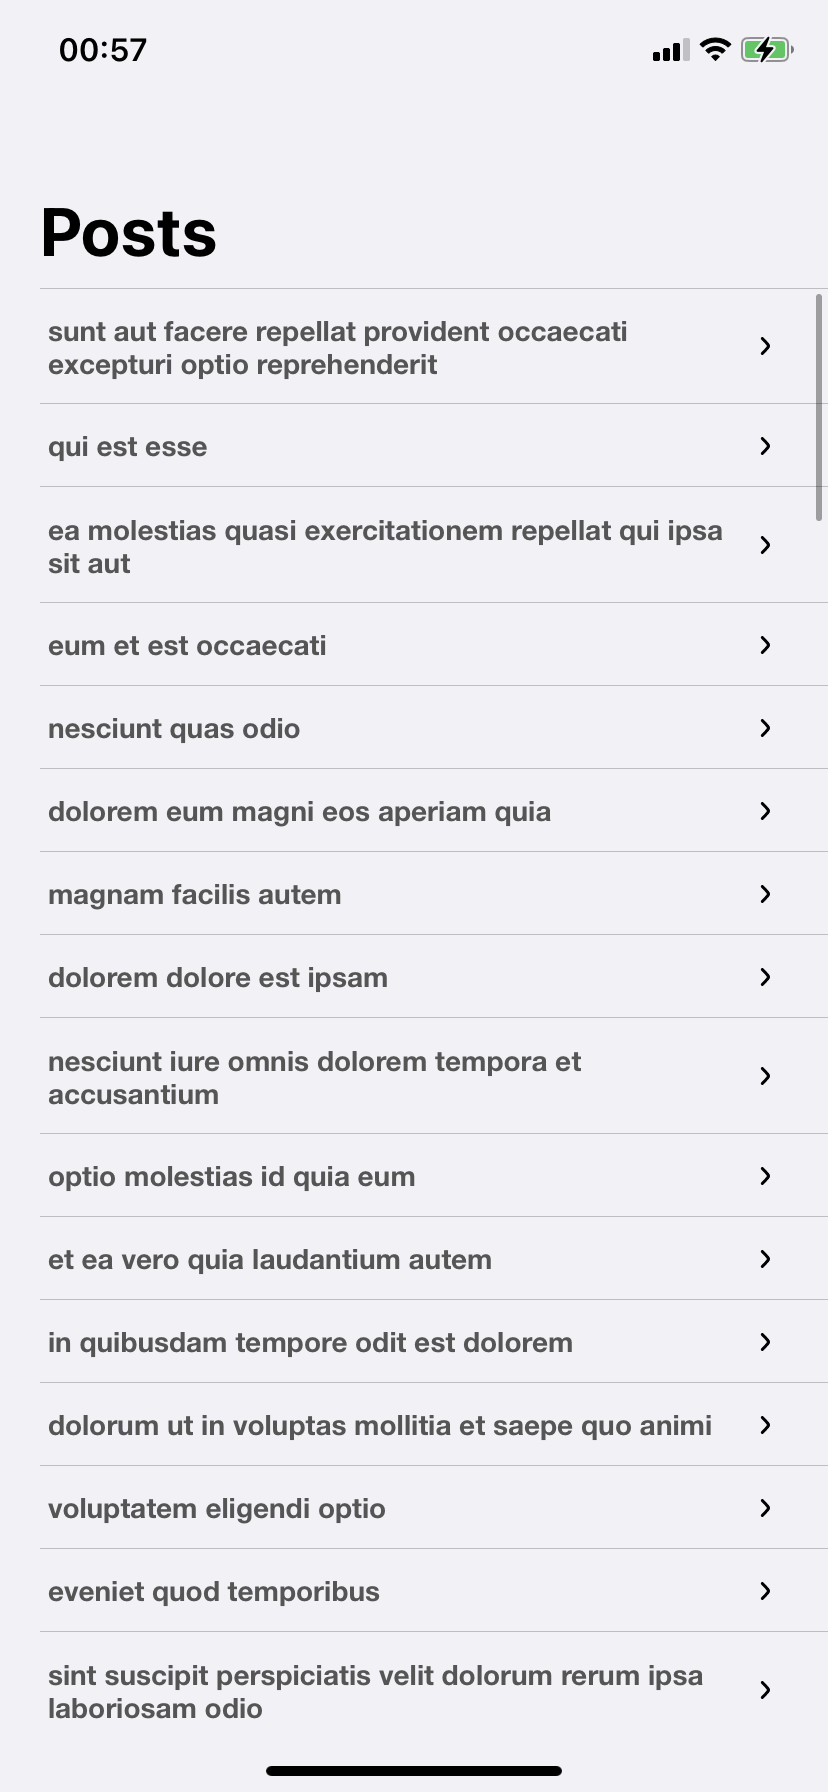 00:57
Posts
sunt aut facere repellat provident occaecati
excepturi optio reprehenderit
qui est esse
ea molestias quasi exercitationem repellat qui ipsa
sit aut
eum et est occaecati
nesciunt quas odio
dolorem eum magni eos aperiam quia
magnam facilis autem
dolorem dolore est ipsam
nesciunt iure omnis dolorem tempora et
accusantium
optio molestias id quia eum
et ea vero quia laudantium autem
in quibusdam tempore odit est dolorem
dolorum ut in voluptas mollitia et saepe quo animi
voluptatem eligendi optio
eveniet quod temporibus
sint suscipit perspiciatis velit dolorum rerum ipsa
laboriosam odio